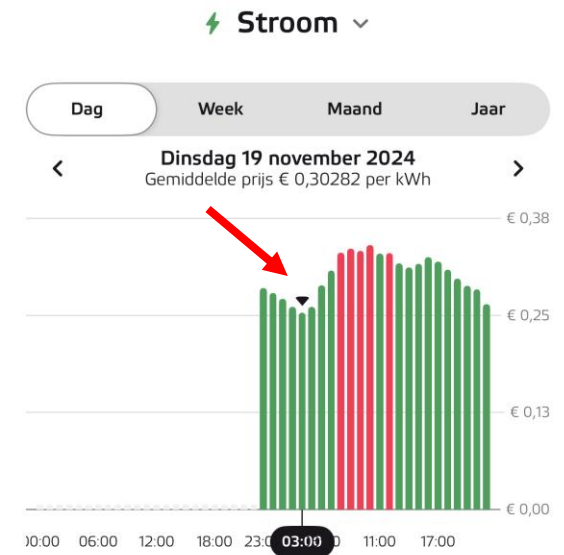 Stroom
Dag Week Maand Jaar
Dinsdag 19 november 2024
Gemiddelde prijs € 0,30282 per kWh
€ 0,38
€ 0,25
€ 0,13
€ 0,00
06:00 12:00 18:00 03:00 11:00 17:00